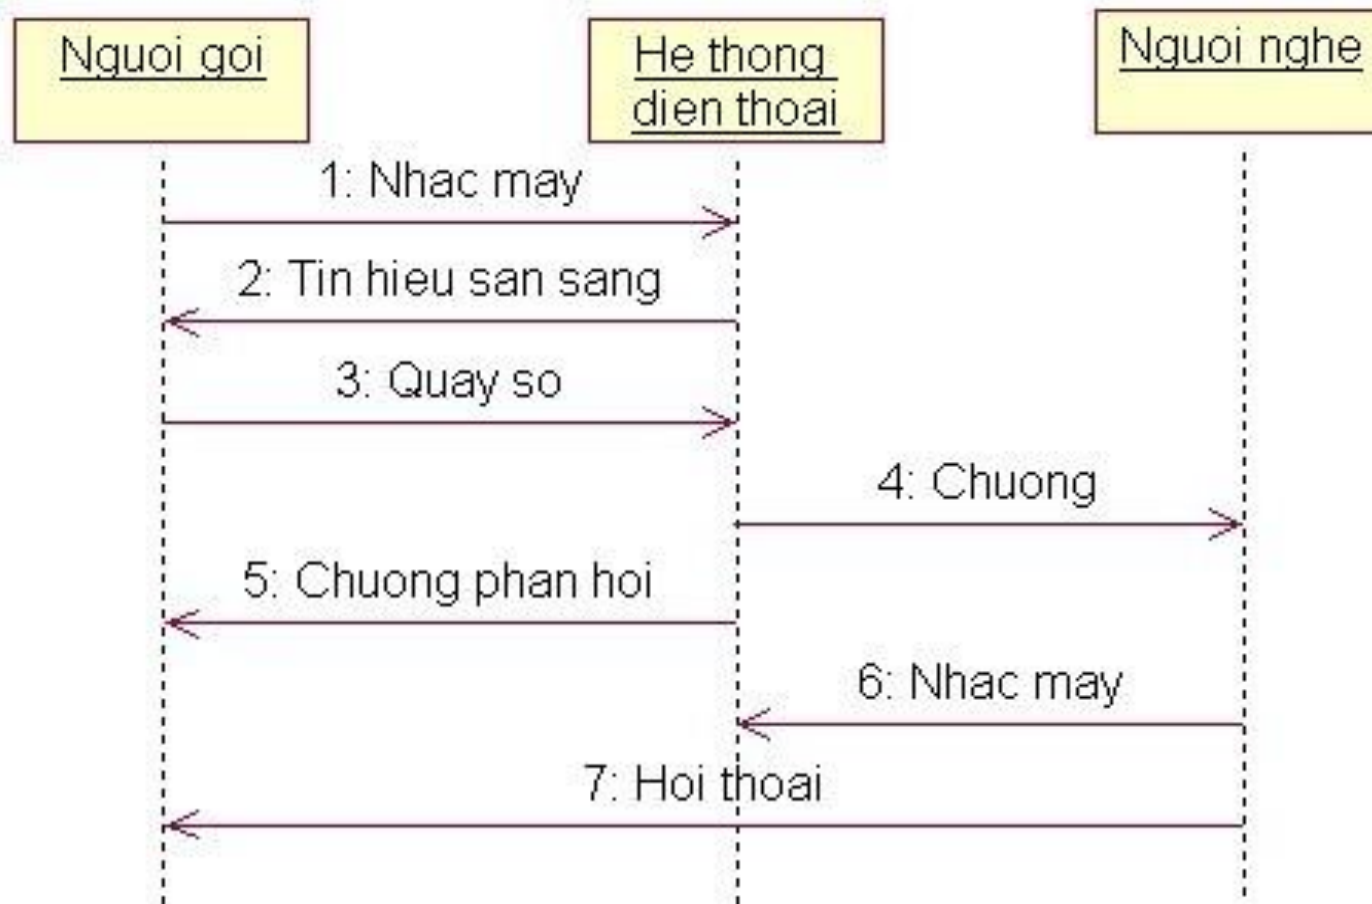 Nguoi goi
He thong
dien thoai
Nguoi nghe
1: Nhac may
2: Tin hieu san sang
3: Quay so
4: Chuong
5: Chuong phan hoi
6: Nhac may
7: Hoi thoai